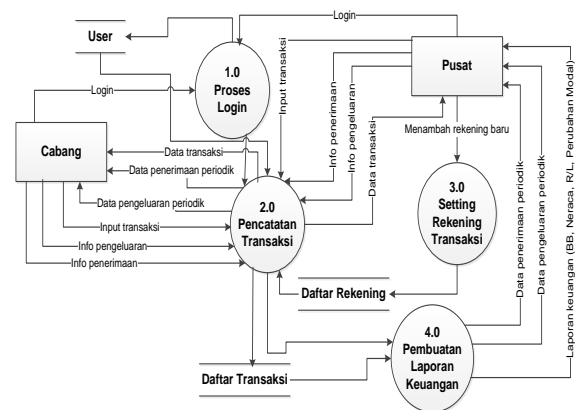 Login
User
1.0
Proses
Login
Pusat
Login
Input transaksi
Info penerimaan
Info pengeluaran
Data transaksi
Menambah rekening baru
Cabang
Data transaksi
Data penerimaan periodik
Data pengeluaran periodik
Input transaksi
Info pengeluaran
Info penerimaan
2.0
Pencatatan
Transaksi
3.0
Setting
Rekening
Transaksi
Data penerimaan periodik
Data pengeluaran periodik
Laporan keuangan (BB, Neraca, R/L, Perubahan Modal)
Daftar Rekening
4.0
Pembuatan
Laporan
Keuangan
Daftar Transaksi